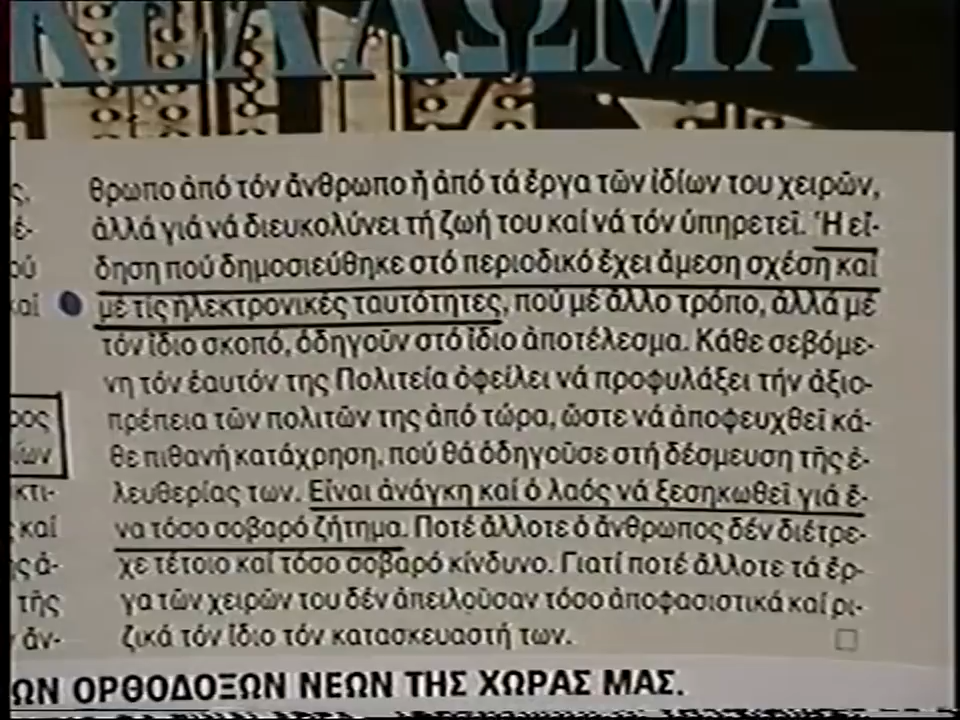 ΛΛΩΜΑ
θρωπο ἀπό τόν ἄνθρωπο ἤ ἀπό τά ἔργα τῶν ἰδίων του χειρῶν,
ἀλλά γιά νά διευκολύνει τή ζωή του καί νά τόν ὑπηρετεῖ. Ἡ εἴ-
δηση πού δημοσιεύθηκε στό περιοδικό ἔχει ἄμεση σχέση καί
μέ τίς ἠλεκτρονικές ταυτότητες, πού μέ ἄλλο τρόπο, ἀλλά μέ
τόν ἴδιο σκοπό, ὁδηγοῦν στό ἴδιο ἀποτέλεσμα. Κάθε σεβόμε-
νη τόν ἑαυτόν της Πολιτεία ὀφείλει νά προφυλάξει τήν ἀξιο-
πρέπεια τῶν πολιτῶν της ἀπό τώρα, ὥστε νά ἀποφευχθεῖ κά-
θε πιθανή κατάχρηση, πού θά ὁδηγοῦσε στή δέσμευση τῆς ἐ-
λευθερίας των. Εἶναι ἀνάγκη καί ὁ λαός νά ξεσηκωθεῖ γιά ἕ-
να τόσο σοβαρό ζήτημα. Ποτέ ἄλλοτε ὁ ἄνθρωπος δέν διέτρε-
χε τέτοιο καί τόσο σοβαρό κίνδυνο. Γιατί ποτέ ἄλλοτε τά ἔρ-
γα τῶν χειρῶν του δέν ἀπειλοῦσαν τόσο ἀποφασιστικά καί ρι-
ζικά τόν ἴδιο τόν κατασκευαστή των.
ΩΝ ΟΡΘΟΔΟΞΩΝ ΝΕΩΝ ΤΗΣ ΧΩΡΑΣ ΜΑΣ.